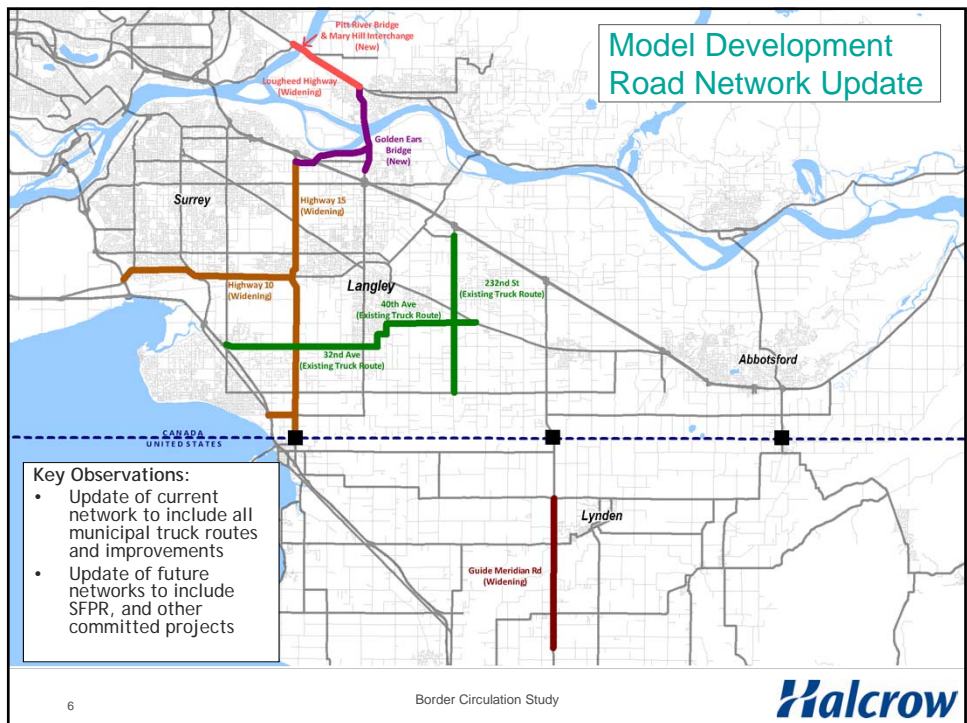 Model Development
Road Network Update
Pitt River Bridge
& Mary Hill Interchange
(New)
Lougheed Highway
(Widening)
Golden Ears
Bridge
(New)
Surrey
Highway 15
(Widening)
Highway 10
(Widening)
Langley
232nd St
(Existing Truck Route)
40th Ave
(Existing Truck Route)
32nd Ave
(Existing Truck Route)
Abbotsford
CANADA
UNITED STATES
Key Observations:
• Update of current
network to include all
municipal truck routes
and improvements
• Update of future
networks to include
SFPR, and other
committed projects
Lynden
Guide Meridian Rd
(Widening)
6
Border Circulation Study
Halcrow